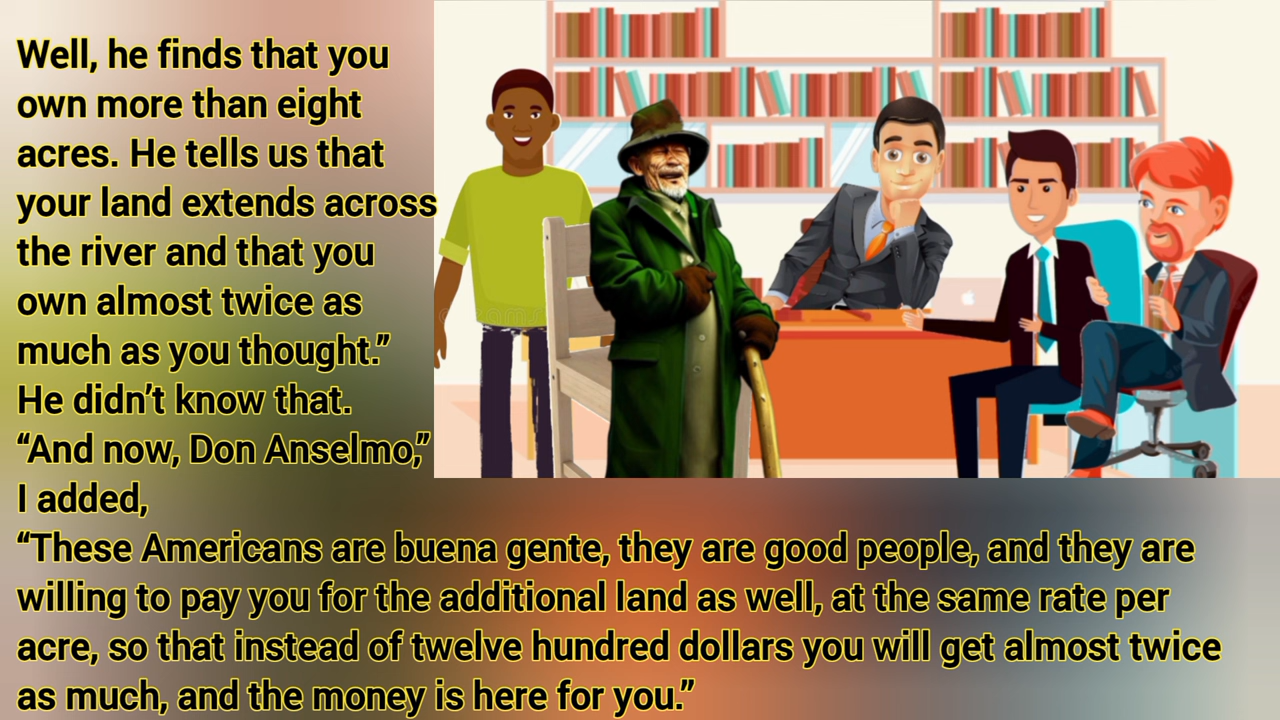 Well, he finds that you
own more than eight
acres. He tells us that
your land extends across
the river and that you
own almost twice as
much as you thought.”
He didn’t know that.
“And now, Don Anselmo,”
I added,
“These Americans are buena gente, they are good people, and they are
willing to pay you for the additional land as well, at the same rate per
acre, so that instead of twelve hundred dollars you will get almost twice
as much, and the money is here for you.”